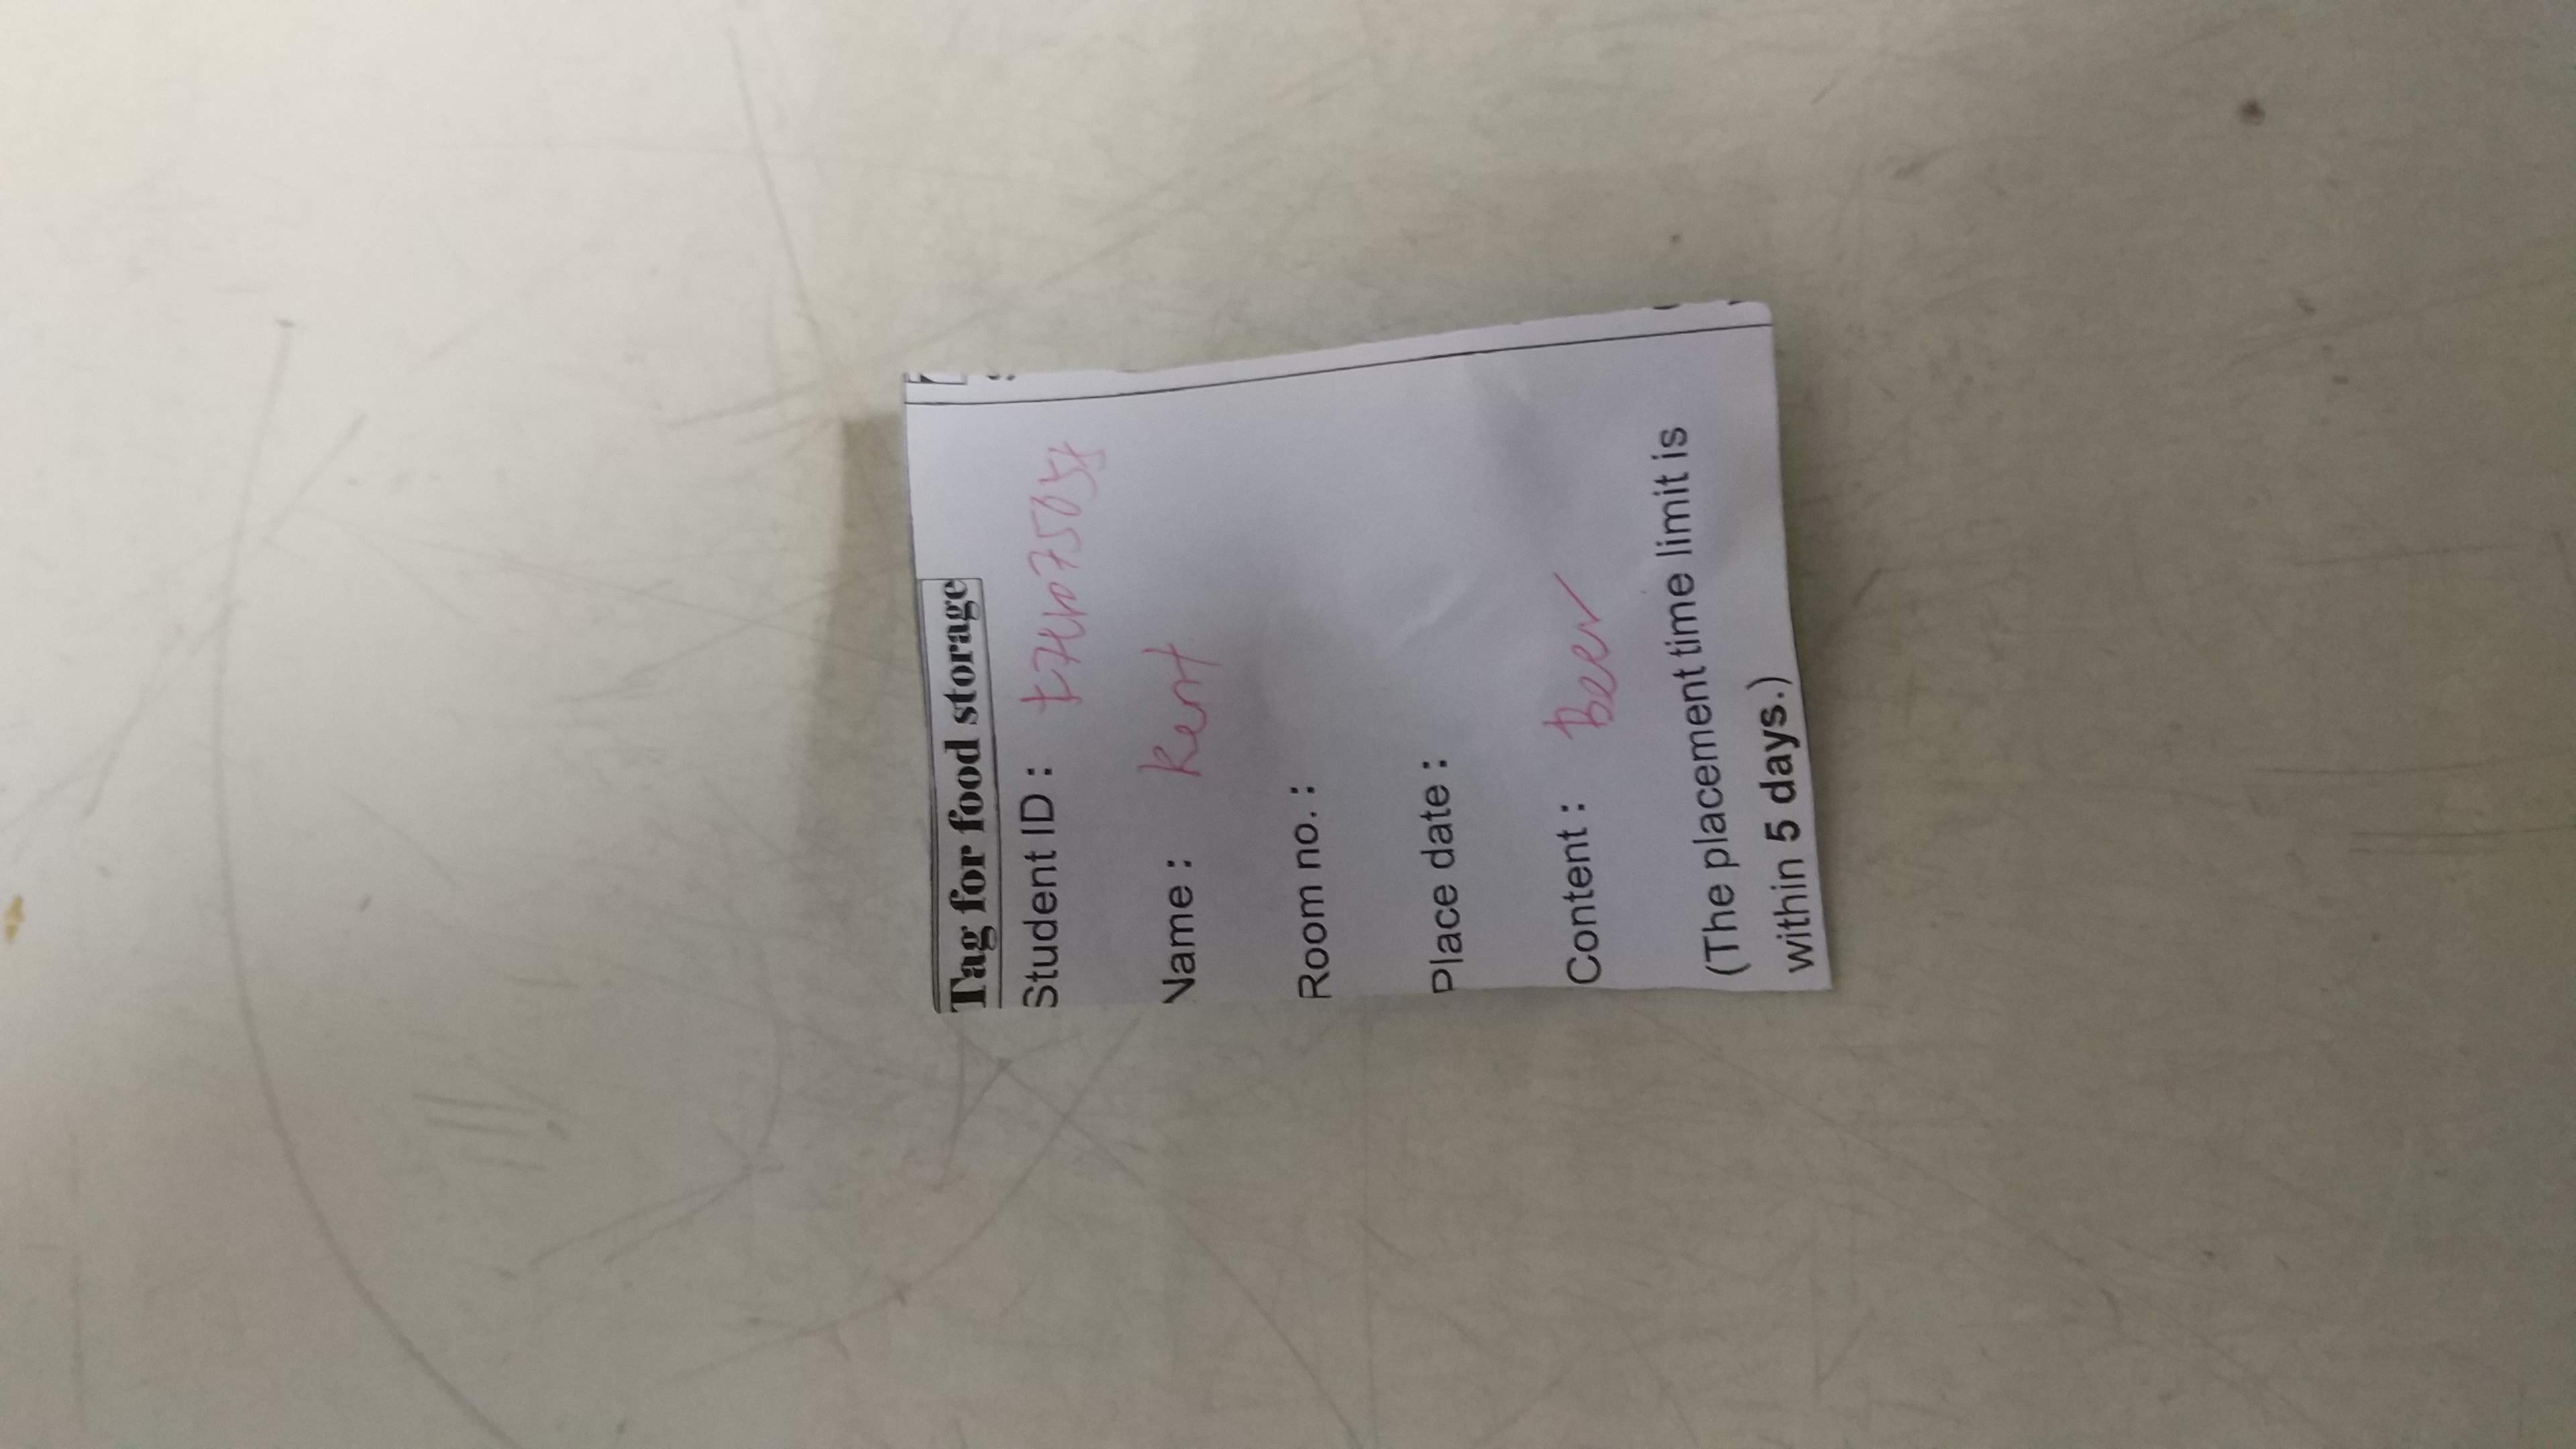 Tag for food storage
Student ID :
Name : Kent
Room no. :
Place date :
Content : Beer
(The placement time limit is
within 5 days.)